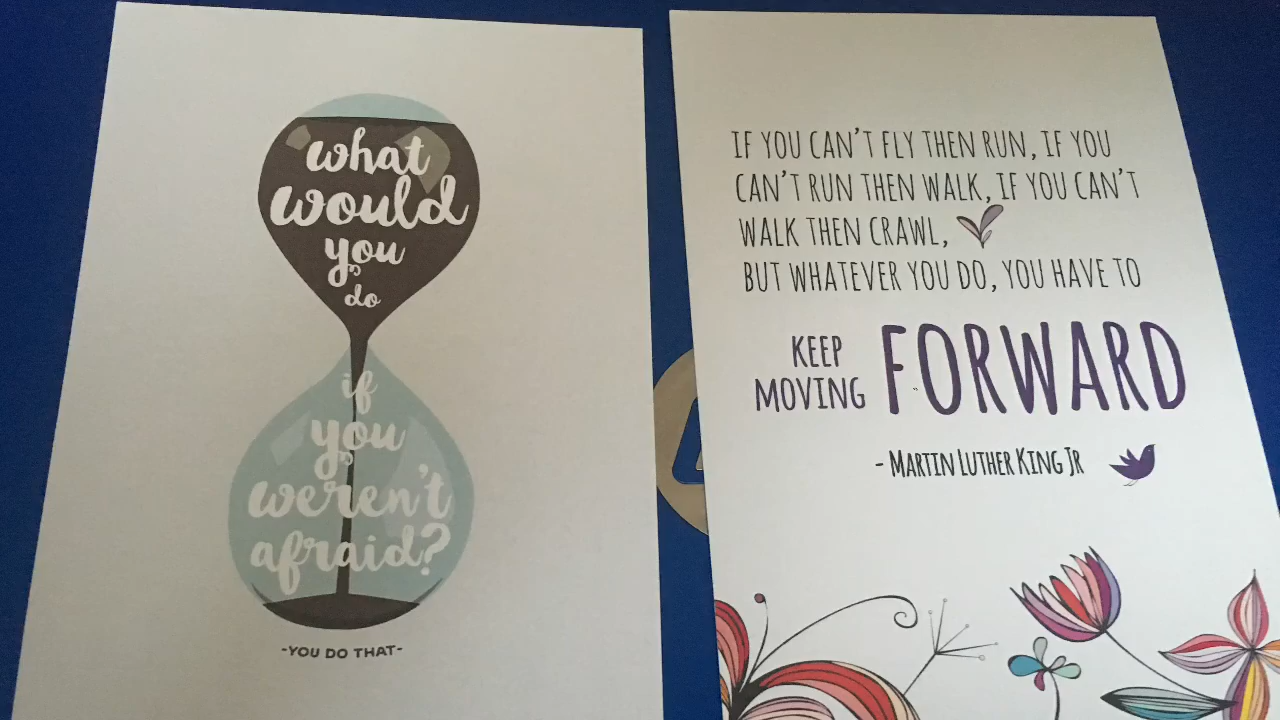 what
would
you
do
if
you
weren't
afraid?
-YOU DO THAT-
IF YOU CAN'T FLY THEN RUN, IF YOU
CAN'T RUN THEN WALK, IF YOU CAN'T
WALK THEN CRAWL,
BUT WHATEVER YOU DO, YOU HAVE TO
KEEP
MOVING FORWARD
- MARTIN LUTHER KING JR